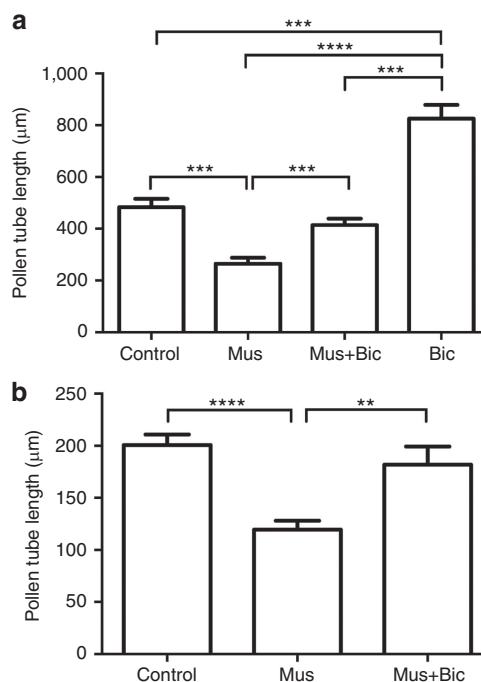 a
***
****
***
*** ***
Pollen tube length (μm)
1,000
800
600
400
200
0
Control Mus Mus+Bic Bic
b
**** **
Pollen tube length (μm)
250
200
150
100
50
0
Control Mus Mus+Bic